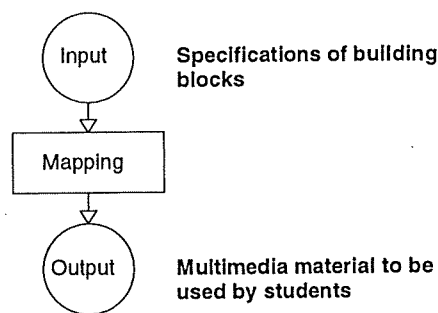 Input
Specifications of building
blocks
Mapping
Output
Multimedia material to be
used by students